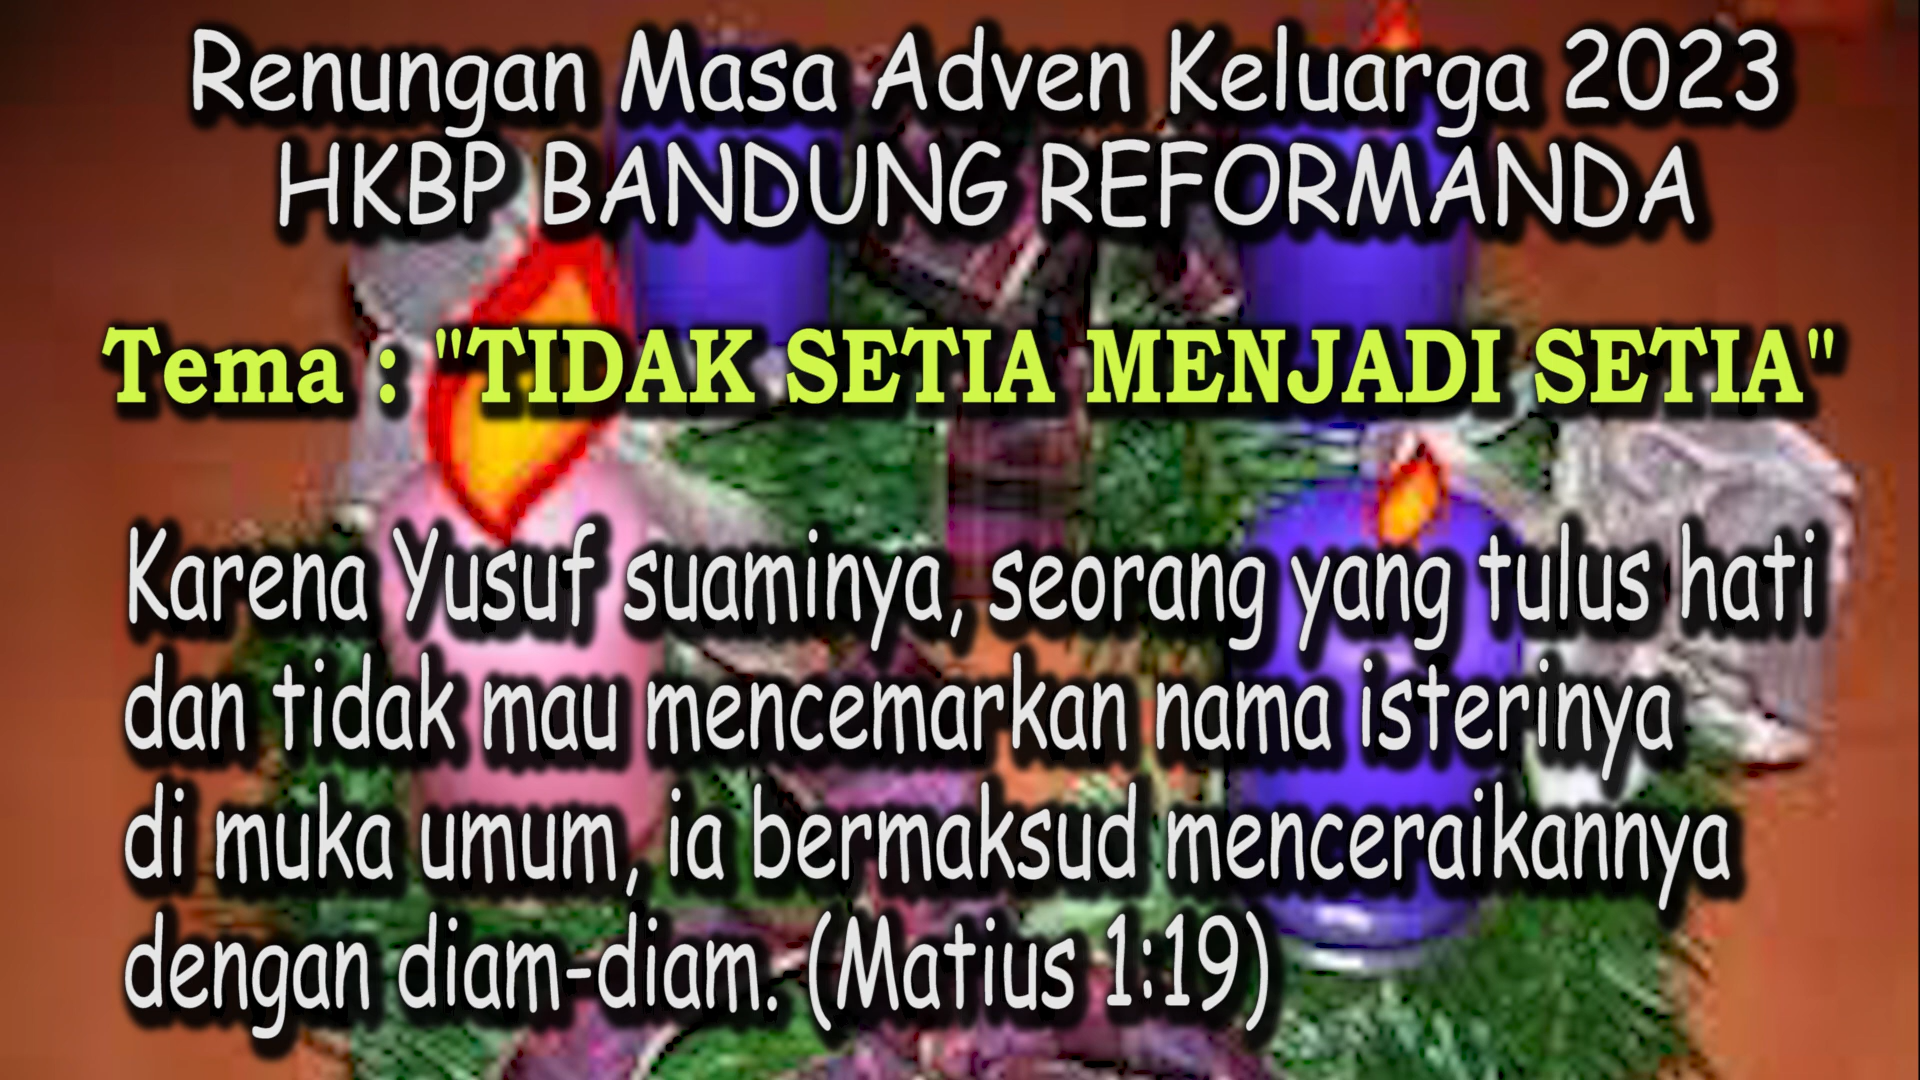 Renungan Masa Adven Keluarga 2023
HKBP BANDUNG REFORMANDA
Tema : "TIDAK SETIA MENJADI SETIA"
Karena Yusuf suaminya, seorang yang tulus hati
dan tidak mau mencemarkan nama isterinya
di muka umum, ia bermaksud menceraikannya
dengan diam-diam. (Matius 1:19)